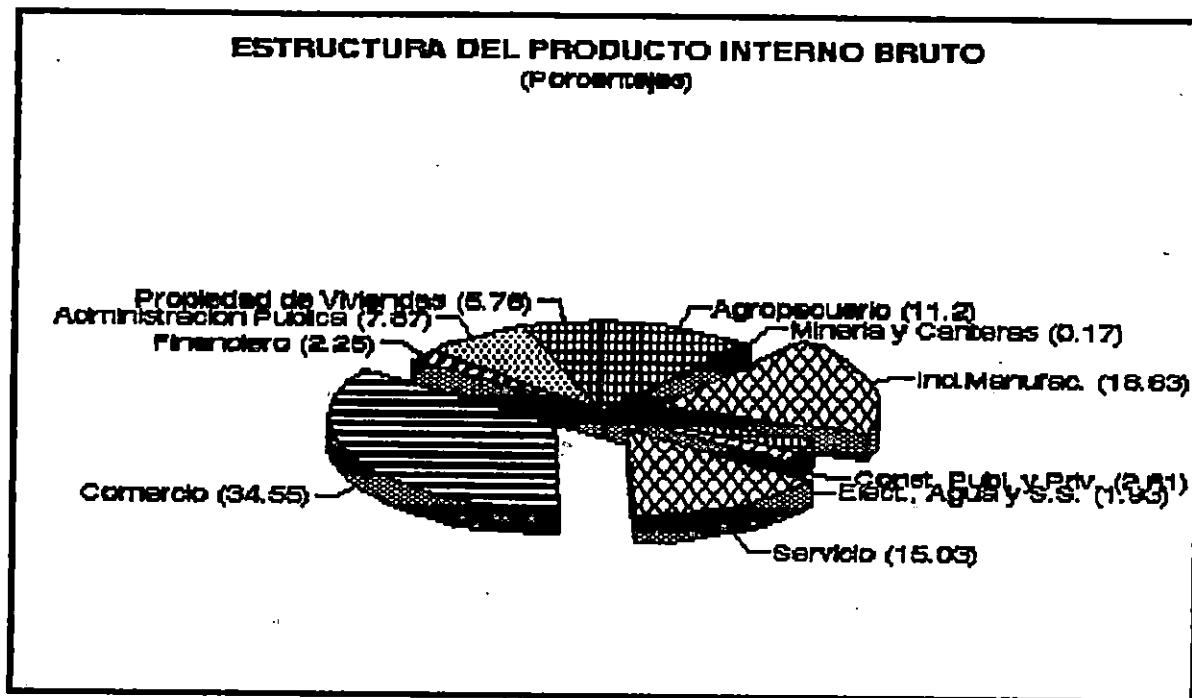 ESTRUCTURA DEL PRODUCTO INTERNO BRUTO
(Porcentajes)
Propiedad de Viviendas (5.76)
Agropecuario (11.2)
Administracion Publica (7.87)
Mineria y Canteras (0.17)
Financiero (2.25)
Ind.Manufac. (18.63)
Const. Publ. y Priv. (2.61)
Elect., Agua y S.S. (1.93)
Comercio (34.55)
Servicio (15.03)